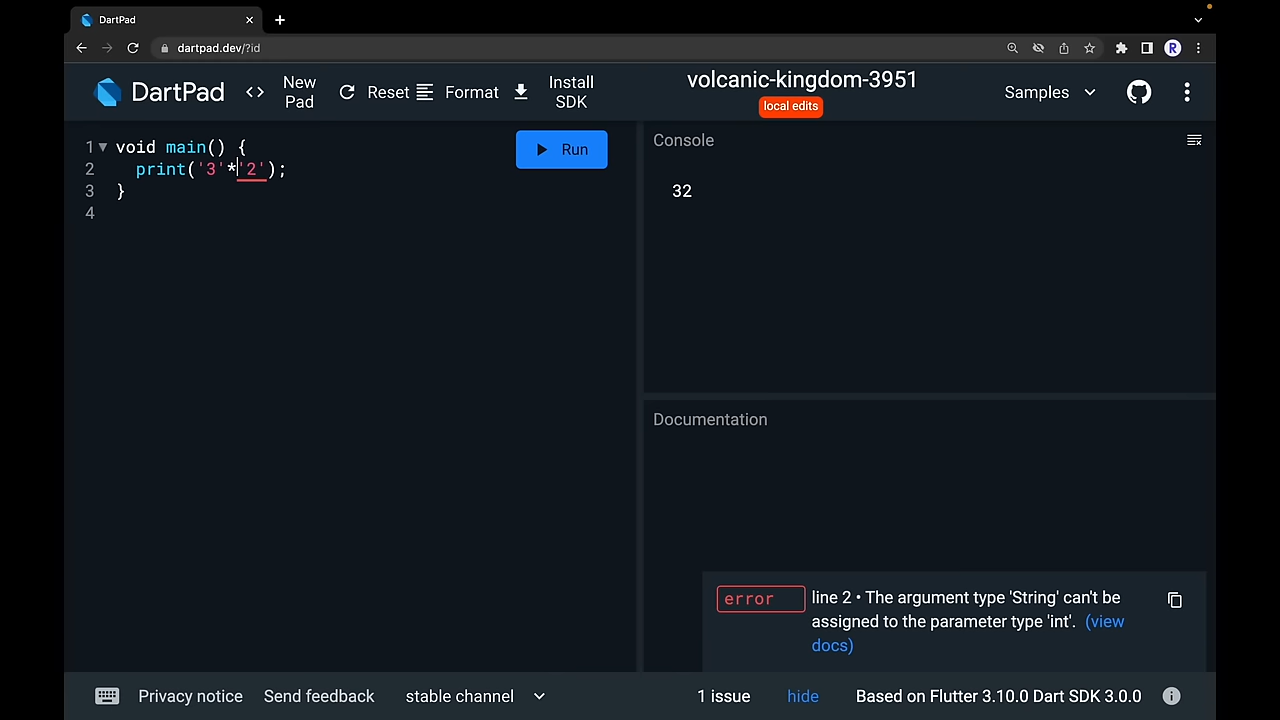 DartPad
dartpad.dev/?id
R
DartPad
<>
New Pad
Reset
Format
Install SDK
volcanic-kingdom-3951
local edits
Samples
1 void main() {
2 print('3'*'2');
3 }
4
Run
Console
32
Documentation
error
line 2 • The argument type 'String' can't be
assigned to the parameter type 'int'. (view
docs)
Privacy notice
Send feedback
stable channel
1 issue
hide
Based on Flutter 3.10.0 Dart SDK 3.0.0